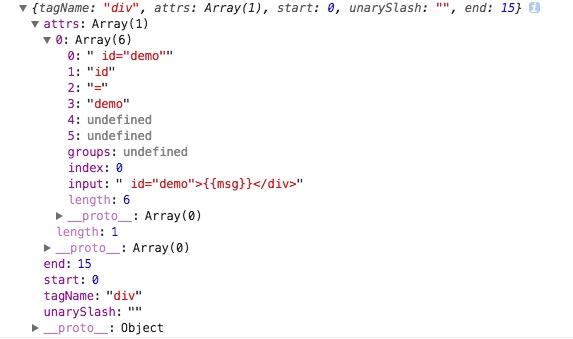 ▼{tagName: "div", attrs: Array(1), start: 0, unarySlash: "", end: 15} i
▼attrs: Array(1)
▼0: Array(6)
0: " id="demo""
1: "id"
2: "="
3: "demo"
4: undefined
5: undefined
groups: undefined
index: 0
input: " id="demo">{{msg}}</div>"
length: 6
▶__proto__: Array(0)
length: 1
▶__proto__: Array(0)
end: 15
start: 0
tagName: "div"
unarySlash: ""
▶__proto__: Object